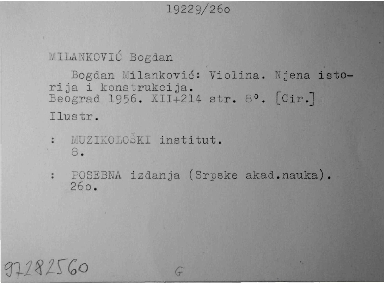 19229/26o
MILANKOVIĆ Bogdan
Bogdan Milanković: Violina. Njena isto-
rija i konstrukcija.
Beograd 1956. XII+214 str. 8°. [Cir.]
Ilustr.
: MUZIKOLOŠKI institut.
8.
: POSEBNA izdanja (Srpske akad.nauka).
26o.
97282560
G